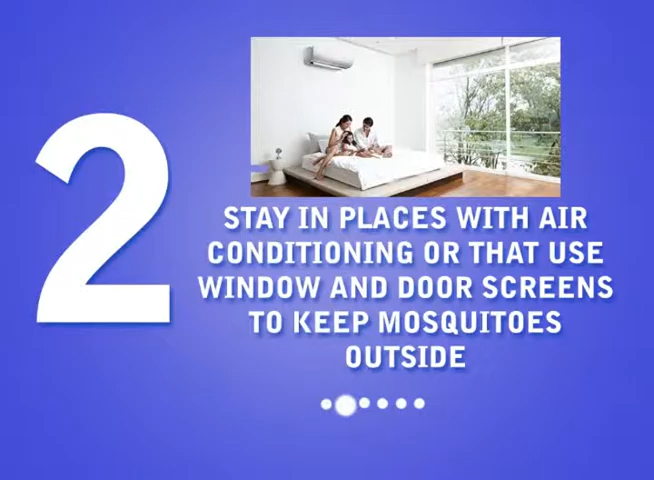 2
STAY IN PLACES WITH AIR
CONDITIONING OR THAT USE
WINDOW AND DOOR SCREENS
TO KEEP MOSQUITOES
OUTSIDE